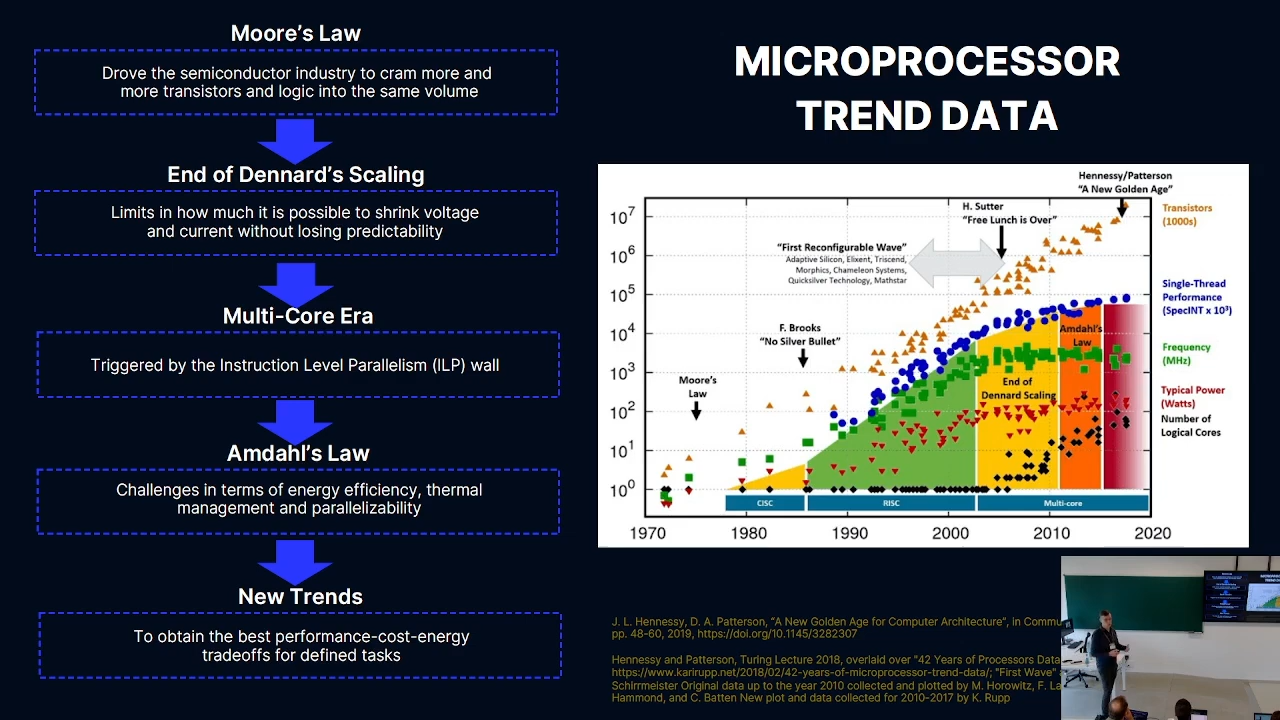 Moore's Law
Drove the semiconductor industry to cram more and
more transistors and logic into the same volume
End of Dennard's Scaling
Limits in how much it is possible to shrink voltage
and current without losing predictability
Multi-Core Era
Triggered by the Instruction Level Parallelism (ILP) wall
Amdahl's Law
Challenges in terms of energy efficiency, thermal
management and parallelizability
New Trends
To obtain the best performance-cost-energy
tradeoffs for defined tasks
MICROPROCESSOR
TREND DATA
Hennessy/Patterson
"A New Golden Age"
H. Sutter
"Free Lunch is Over"
"First Reconfigurable Wave"
Adaptive Silicon, Elixent, Triscend,
Morphics, Chameleon Systems,
Quicksilver Technology, Mathstar
F. Brooks
"No Silver Bullet"
Moore's
Law
Amdahl's
Law
End of
Dennard Scaling
10⁷
10⁶
10⁵
10⁴
10³
10²
10¹
10⁰
CISC
RISC
Multi-core
1970
1980
1990
2000
2010
2020
Transistors
(1000s)
Single-Thread
Performance
(SpecINT x 10³)
Frequency
(MHz)
Typical Power
(Watts)
Number of
Logical Cores
J. L. Hennessy, D. A. Patterson, "A New Golden Age for Computer Architecture", in
pp. 48-60, 2019, https://doi.org/10.1145/3282307
Hennessy and Patterson, Turing Lecture 2018, overlaid over "42 Years of Processors Data
https://www.karirupp.net/2018/02/42-years-of-microprocessor-trend-data/; "First Wave"
Schirrmeister Original data up to the year 2010 collected and plotted by M. Horowitz, F.
Hammond, and C. Batten New plot and data collected for 2010-2017 by K. Rupp